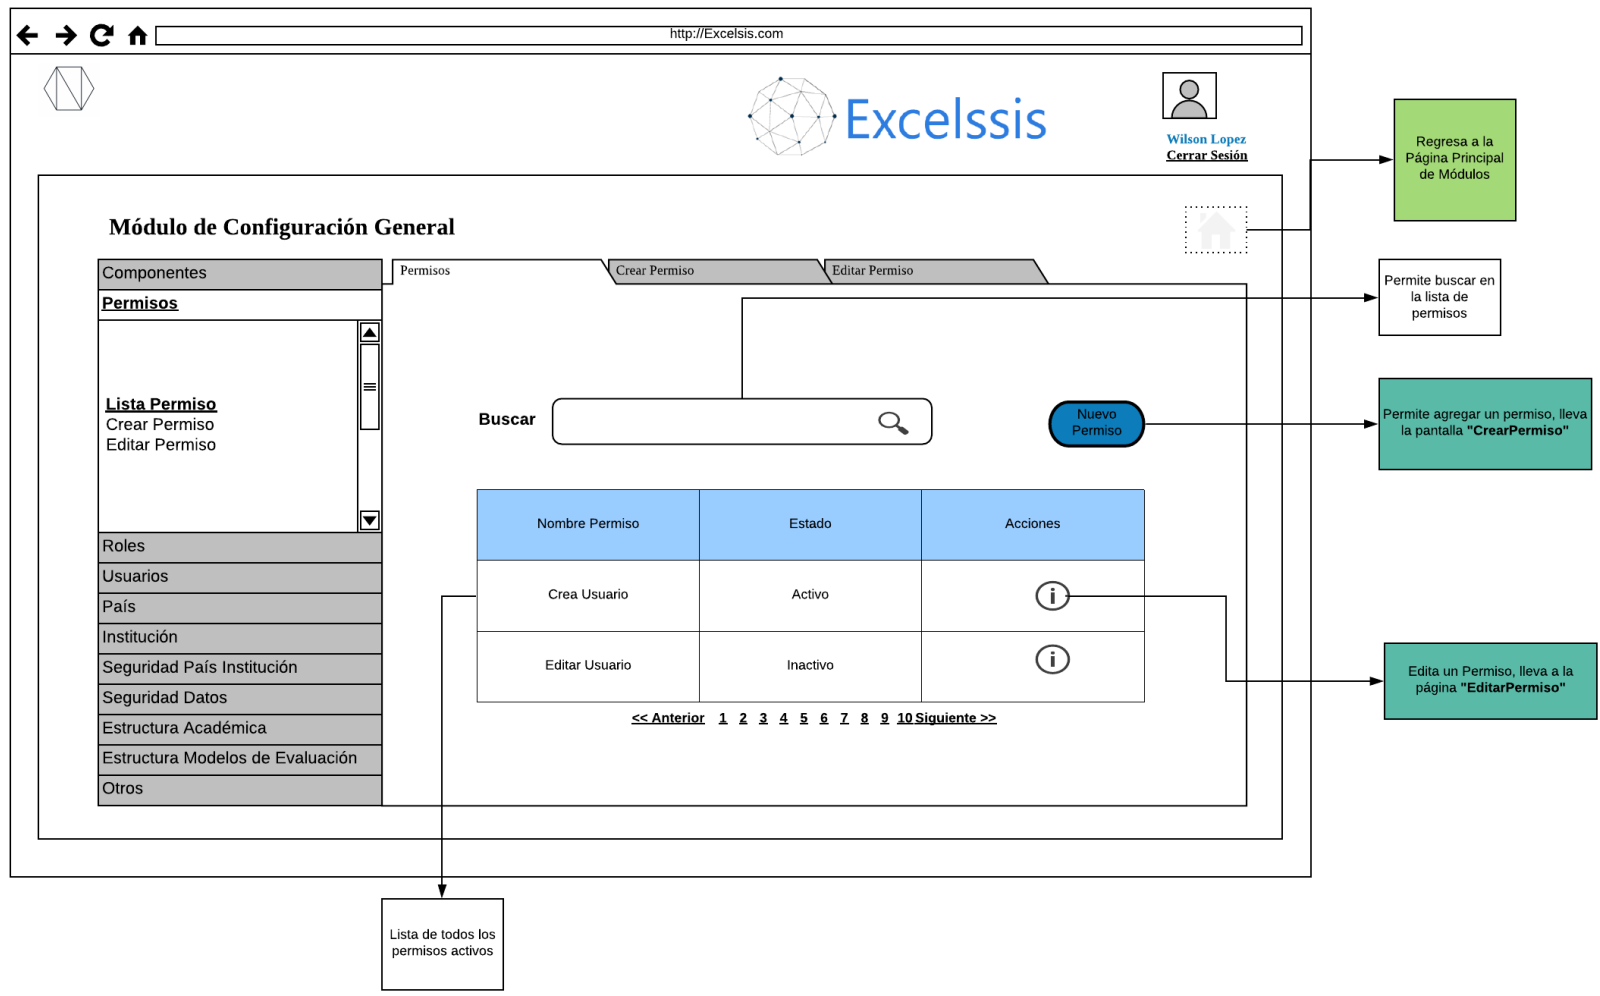 http://Excelsis.com
Excelssis
Wilson Lopez
Cerrar Sesión
Regresa a la
Página Principal
de Módulos
Módulo de Configuración General
Componentes
Permisos
Permisos
Crear Permiso
Editar Permiso
Permite buscar en
la lista de
permisos
Lista Permiso
Crear Permiso
Editar Permiso
Buscar
Nuevo
Permiso
Permite agregar un permiso, lleva
la pantalla "CrearPermiso"
Nombre Permiso Estado Acciones
Crea Usuario Activo
Editar Usuario Inactivo
<< Anterior 1 2 3 4 5 6 7 8 9 10 Siguiente >>
Roles
Usuarios
País
Institución
Seguridad País Institución
Seguridad Datos
Estructura Académica
Estructura Modelos de Evaluación
Otros
Edita un Permiso, lleva a la
página "EditarPermiso"
Lista de todos los
permisos activos